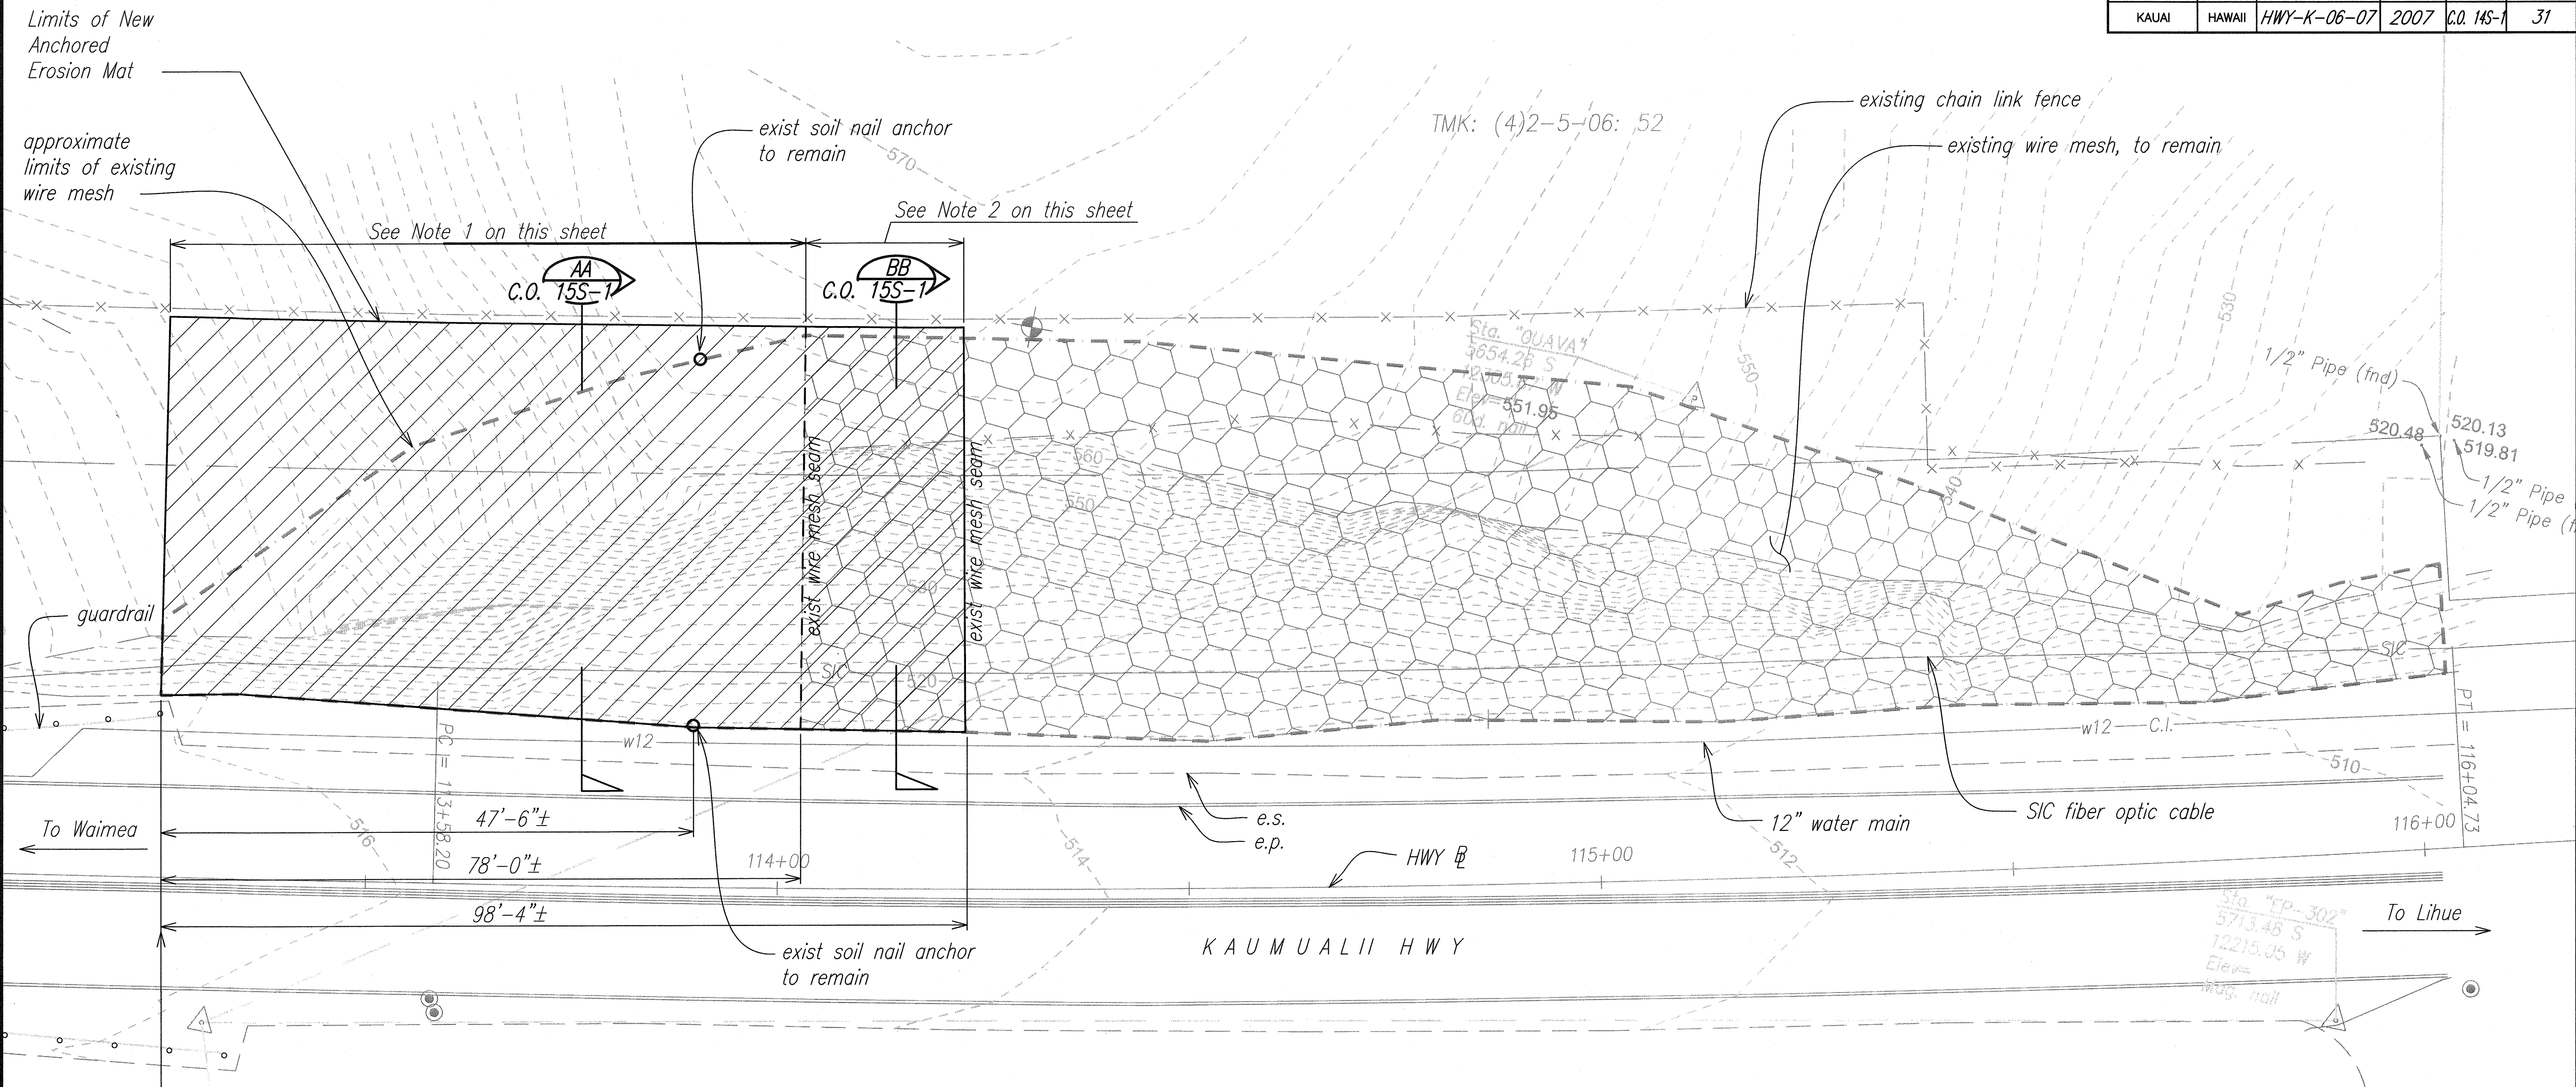 KAUAI HAWAII HWY-K-06-07 2007 C.O. 14S-1 31
Limits of New
Anchored
Erosion Mat
approximate
limits of existing
wire mesh
exist soil nail anchor
to remain
570
TMK: (4)2-5-06: 52
existing chain link fence
existing wire mesh, to remain
See Note 1 on this sheet
See Note 2 on this sheet
AA
C.O. 15S-1
BB
C.O. 15S-1
Sta. "GUAVA"
5654.26 S
Elev=551.95
60d. nail
550
530
1/2" Pipe (fnd)
520.48
520.13
519.81
1/2" Pipe
1/2" Pipe
540
560
550
530
520
exist wire mesh seam
exist wire mesh seam
guardrail
SIC
SIC
w12
w12
C.I.
510
PC = 113+58.20
PT = 116+04.73
516
514
512
47'-6"±
78'-0"±
98'-4"±
To Waimea
114+00
115+00
116+00
e.s.
e.p.
HWY B
12" water main
SIC fiber optic cable
exist soil nail anchor
to remain
KAUMUALII HWY
Sta. "EP-302"
5713.48 S
12215.05 W
Elev=
Mag. nail
To Lihue